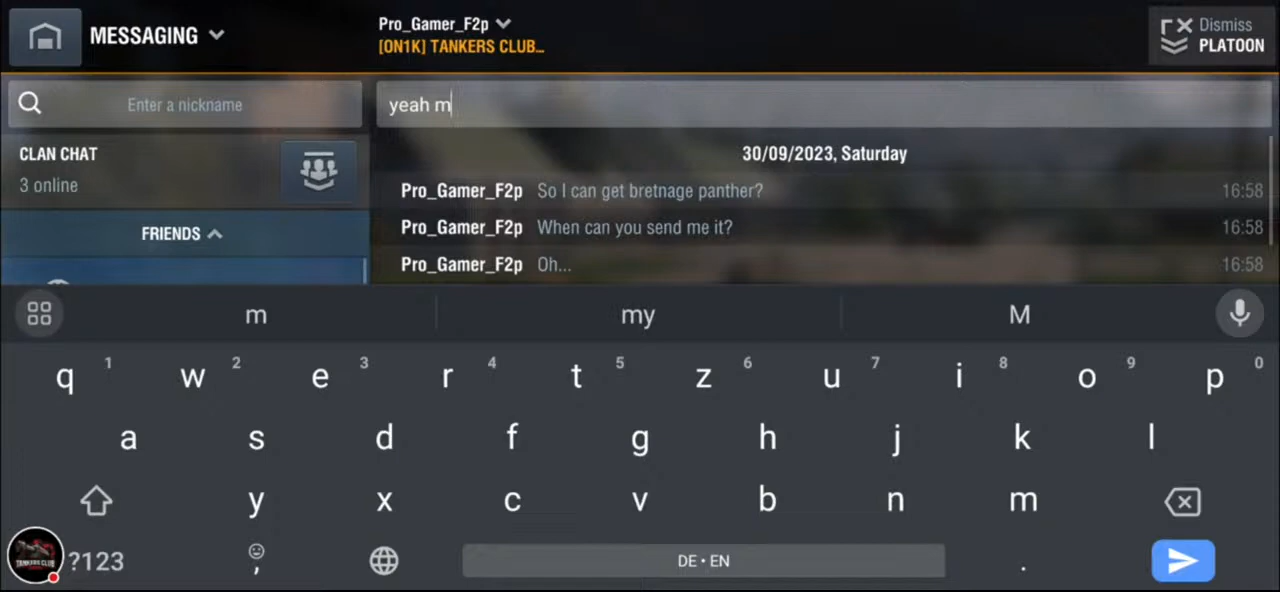 MESSAGING
Pro_Gamer_F2p
[ON1K] TANKERS CLUB...
Dismiss
PLATOON
Enter a nickname
yeah m
CLAN CHAT
3 online
30/09/2023, Saturday
Pro_Gamer_F2p So I can get bretnage panther? 16:58
Pro_Gamer_F2p When can you send me it? 16:58
FRIENDS
Pro_Gamer_F2p Oh... 16:58
m my M
q 1 w 2 e 3 r 4 t 5 z 6 u 7 i 8 o 9 p 0
a s d f g h j k l
y x c v b n m
TANKERS CLUB
?123 , DE • EN .